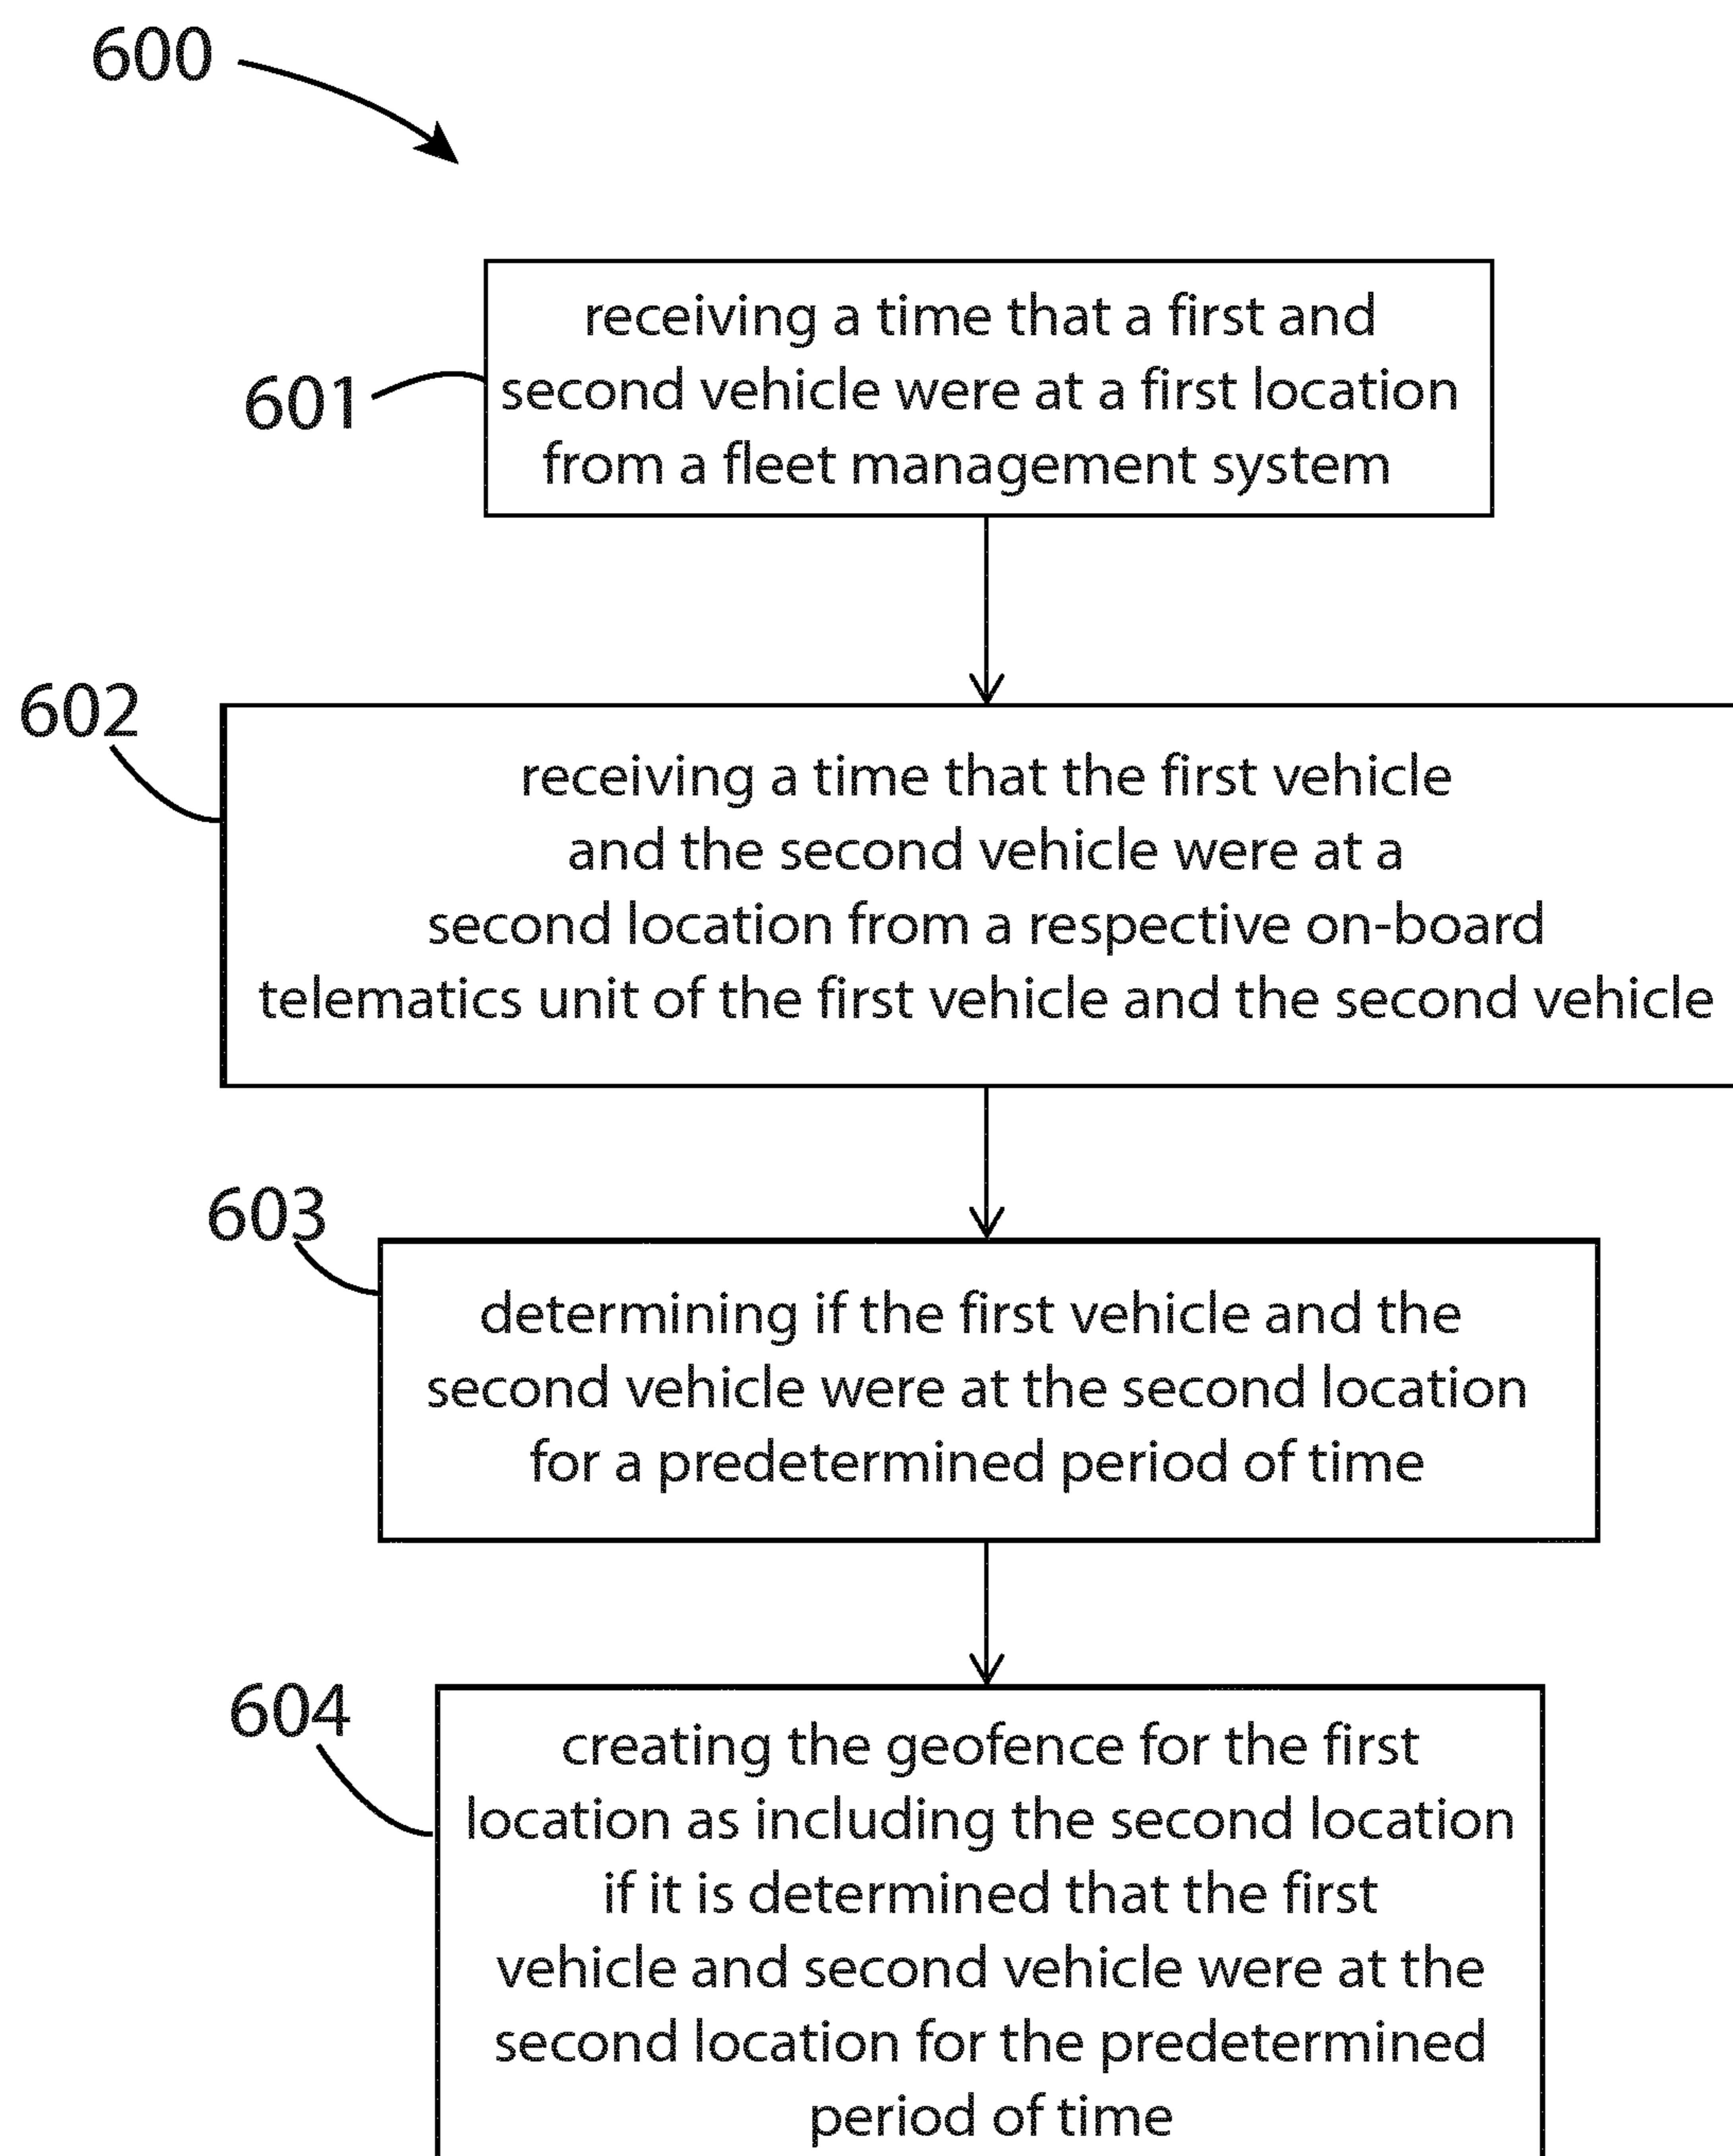 600
601
receiving a time that a first and
second vehicle were at a first location
from a fleet management system
602
receiving a time that the first vehicle
and the second vehicle were at a
second location from a respective on-board
telematics unit of the first vehicle and the second vehicle
603
determining if the first vehicle and the
second vehicle were at the second location
for a predetermined period of time
604
creating the geofence for the first
location as including the second location
if it is determined that the first
vehicle and second vehicle were at the
second location for the predetermined
period of time